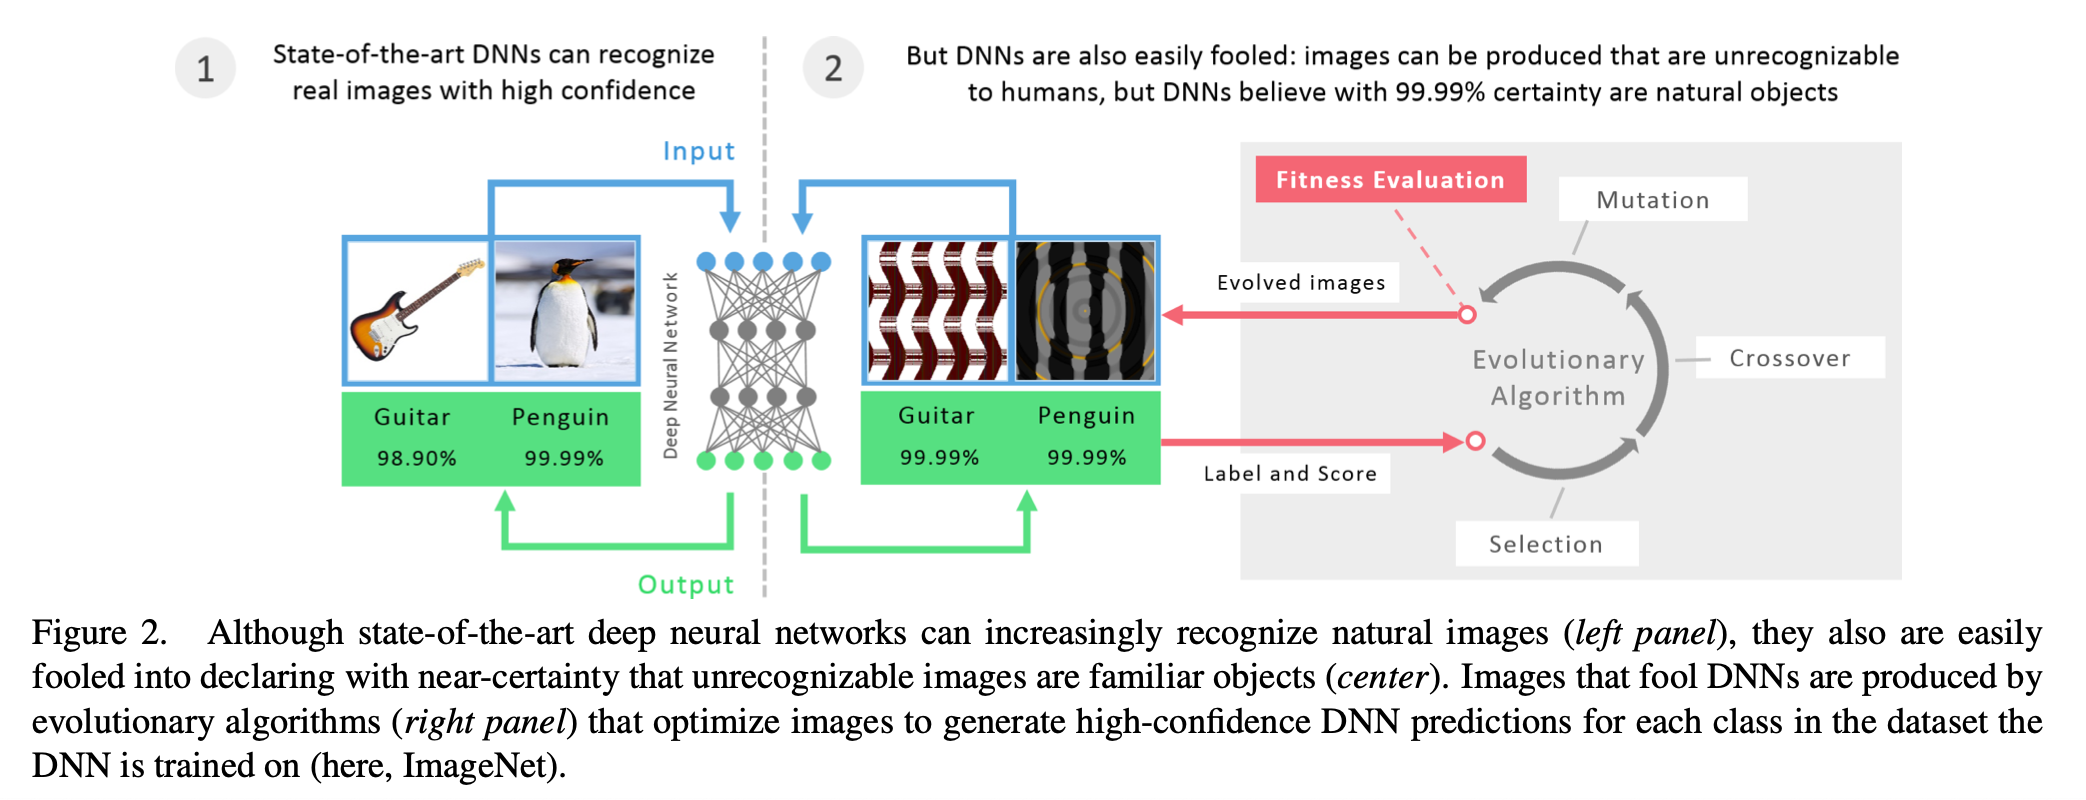 1
State-of-the-art DNNs can recognize
real images with high confidence
2
But DNNs are also easily fooled: images can be produced that are unrecognizable
to humans, but DNNs believe with 99.99% certainty are natural objects
Input
Guitar Penguin
98.90% 99.99%
Deep Neural Network
Output
Guitar Penguin
99.99% 99.99%
Evolved images
Label and Score
Fitness Evaluation
Mutation
Crossover
Evolutionary
Algorithm
Selection
Figure 2. Although state-of-the-art deep neural networks can increasingly recognize natural images (left panel), they also are easily
fooled into declaring with near-certainty that unrecognizable images are familiar objects (center). Images that fool DNNs are produced by
evolutionary algorithms (right panel) that optimize images to generate high-confidence DNN predictions for each class in the dataset the
DNN is trained on (here, ImageNet).